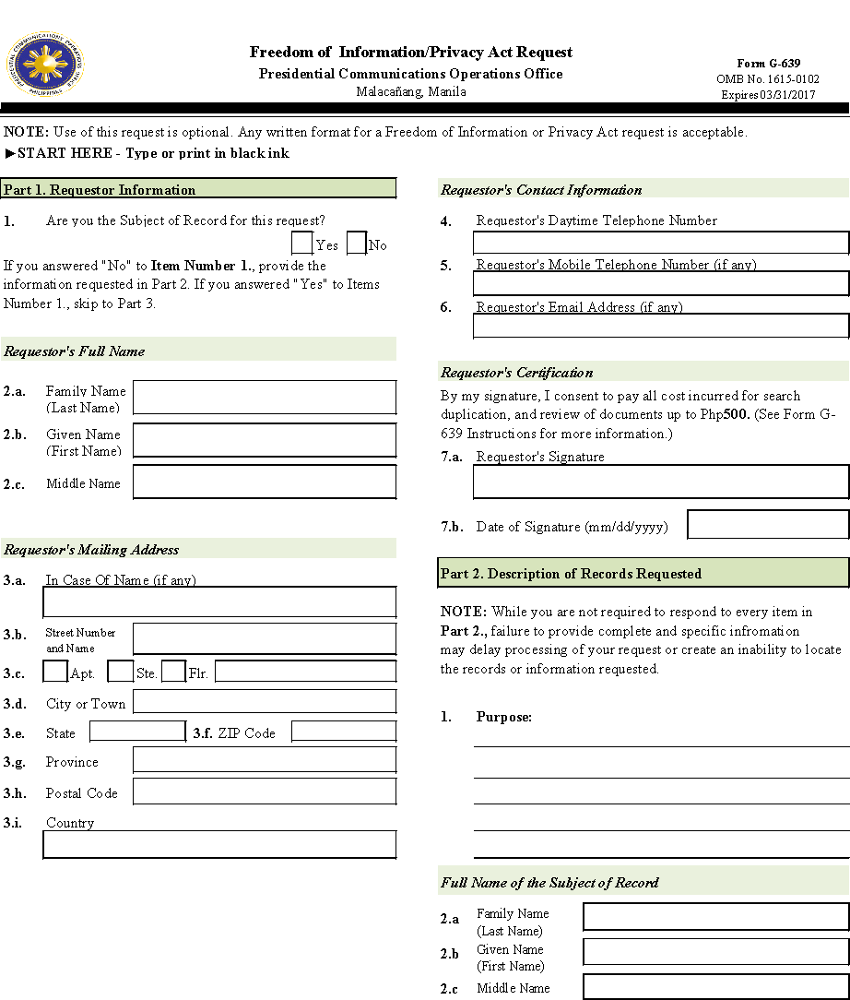 PRESIDENTIAL COMMUNICATIONS OPERATIONS OFFICE
PHILIPPINES
Freedom of Information/Privacy Act Request
Presidential Communications Operations Office
Malacañang, Manila
Form G-639
OMB No. 1615-0102
Expires 03/31/2017
NOTE: Use of this request is optional. Any written format for a Freedom of Information or Privacy Act request is acceptable.
►START HERE - Type or print in black ink
Part 1. Requestor Information
1. Are you the Subject of Record for this request?
Yes No
If you answered "No" to Item Number 1., provide the
information requested in Part 2. If you answered "Yes" to Items
Number 1., skip to Part 3.
Requestor's Full Name
2.a. Family Name
(Last Name)
2.b. Given Name
(First Name)
2.c. Middle Name
Requestor's Mailing Address
3.a. In Case Of Name (if any)
3.b. Street Number
and Name
3.c. Apt. Ste. Flr.
3.d. City or Town
3.e. State 3.f. ZIP Code
3.g. Province
3.h. Postal Code
3.i. Country
Requestor's Contact Information
4. Requestor's Daytime Telephone Number
5. Requestor's Mobile Telephone Number (if any)
6. Requestor's Email Address (if any)
Requestor's Certification
By my signature, I consent to pay all cost incurred for search
duplication, and review of documents up to Php500. (See Form G-
639 Instructions for more information.)
7.a. Requestor's Signature
7.b. Date of Signature (mm/dd/yyyy)
Part 2. Description of Records Requested
NOTE: While you are not required to respond to every item in
Part 2., failure to provide complete and specific infromation
may delay processing of your request or create an inability to locate
the records or information requested.
1. Purpose:
Full Name of the Subject of Record
2.a Family Name
(Last Name)
2.b Given Name
(First Name)
2.c Middle Name